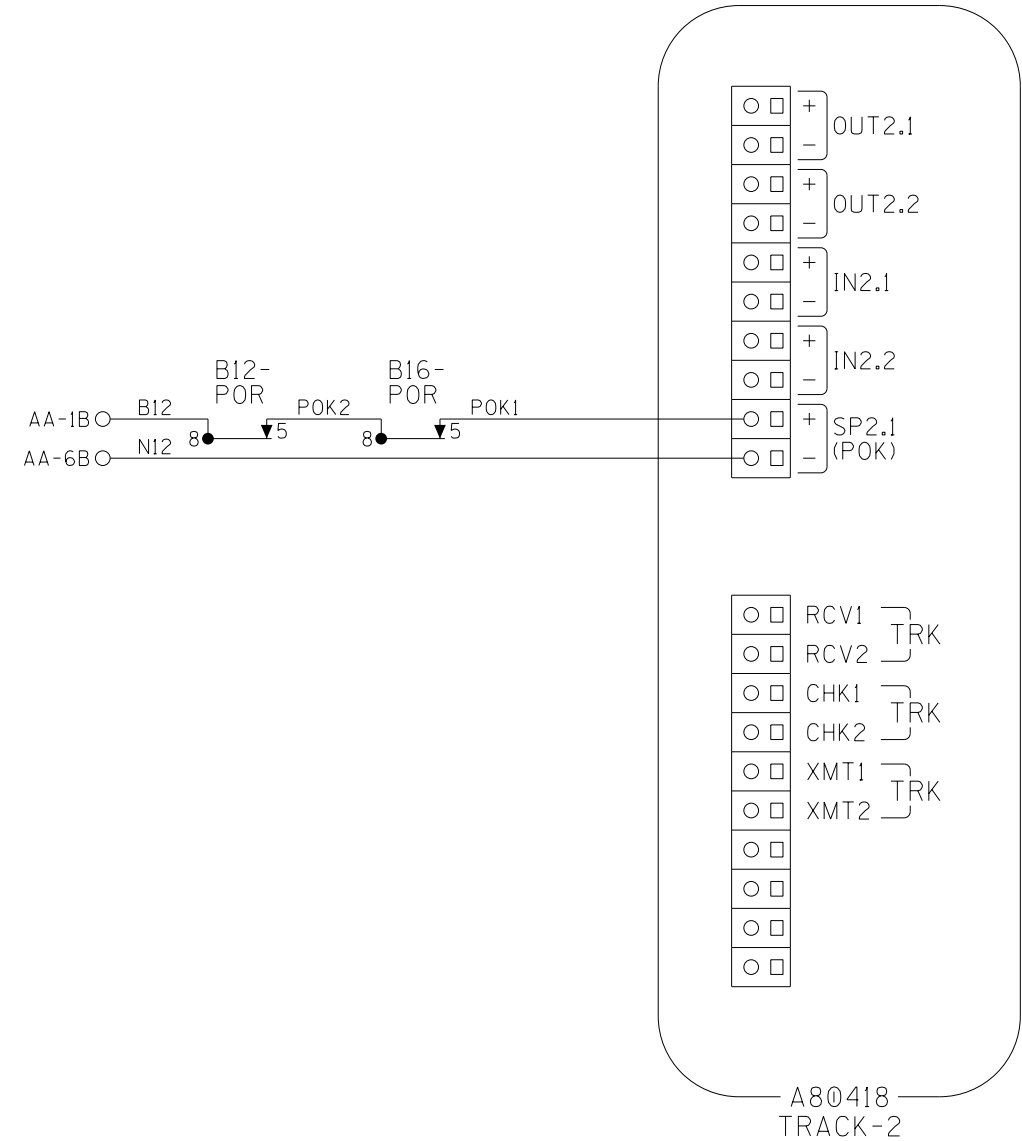 +
OUT2.1
−
+
OUT2.2
−
+
IN2.1
−
+
IN2.2
−
B12-
POR
B16-
POR
AA-1B
B12
8
5
POK2
8
5
POK1
+
SP2.1
(POK)
−
AA-6B
N12
RCV1
TRK
RCV2
CHK1
TRK
CHK2
XMT1
TRK
XMT2
A80418
TRACK-2